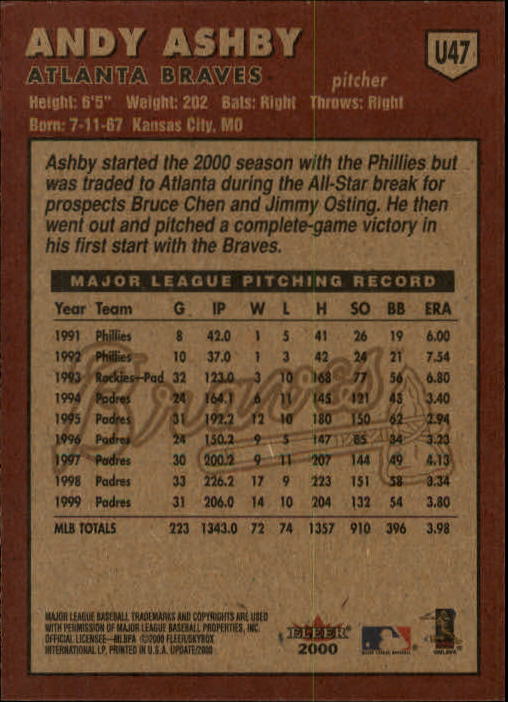 ANDY ASHBY
U47
ATLANTA BRAVES
pitcher
Height: 6'5" Weight: 202 Bats: Right Throws: Right
Born: 7-11-67 Kansas City, MO
Ashby started the 2000 season with the Phillies but
was traded to Atlanta during the All-Star break for
prospects Bruce Chen and Jimmy Osting. He then
went out and pitched a complete-game victory in
his first start with the Braves.
MAJOR LEAGUE PITCHING RECORD
Year Team G IP W L H SO BB ERA
1991 Phillies 8 42.0 1 5 41 26 19 6.00
1992 Phillies 10 37.0 1 3 42 24 21 7.54
1993 Rockies-Pad 32 123.0 3 10 168 77 56 6.80
1994 Padres 24 164.1 6 11 145 121 43 3.40
1995 Padres 31 192.2 12 10 180 150 62 2.94
1996 Padres 24 150.2 9 5 147 85 34 3.23
1997 Padres 30 200.2 9 11 207 144 49 4.13
1998 Padres 33 226.2 17 9 223 151 58 3.34
1999 Padres 31 206.0 14 10 204 132 54 3.80
MLB TOTALS 223 1343.0 72 74 1357 910 396 3.98
Braves
MAJOR LEAGUE BASEBALL TRADEMARKS AND COPYRIGHTS ARE USED
WITH PERMISSION OF MAJOR LEAGUE BASEBALL PROPERTIES, INC.
OFFICIAL LICENSEE—MLBPA ©2000 FLEER/SKYBOX
INTERNATIONAL LP, PRINTED IN U.S.A. UPDATE/2000
FLEER
2000